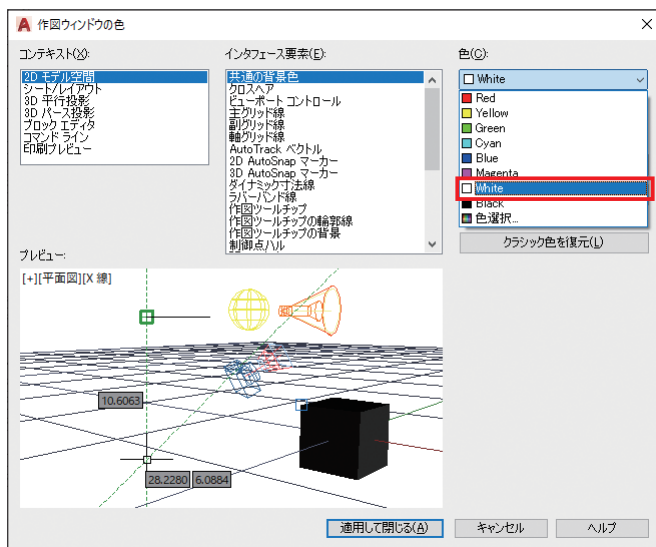 作図ウィンドウの色
コンテキスト(X):
2D モデル空間
シート/レイアウト
3D 平行投影
3D パース投影
ブロック エディタ
コマンド ライン
印刷プレビュー
インタフェース要素(E):
共通の背景色
クロスヘア
ビューポート コントロール
主グリッド線
副グリッド線
軸グリッド線
AutoTrack ベクトル
2D AutoSnap マーカー
3D AutoSnap マーカー
ダイナミック寸法線
ラバーバンド線
作図ツールチップ
作図ツールチップの輪郭線
作図ツールチップの背景
制御点ハル
色(C):
White
Red
Yellow
Green
Cyan
Blue
Magenta
White
Black
色選択...
クラシック色を復元(L)
プレビュー:
[+][平面図][X 線]
10.6063
28.2280 6.0884
適用して閉じる(A)
キャンセル
ヘルプ